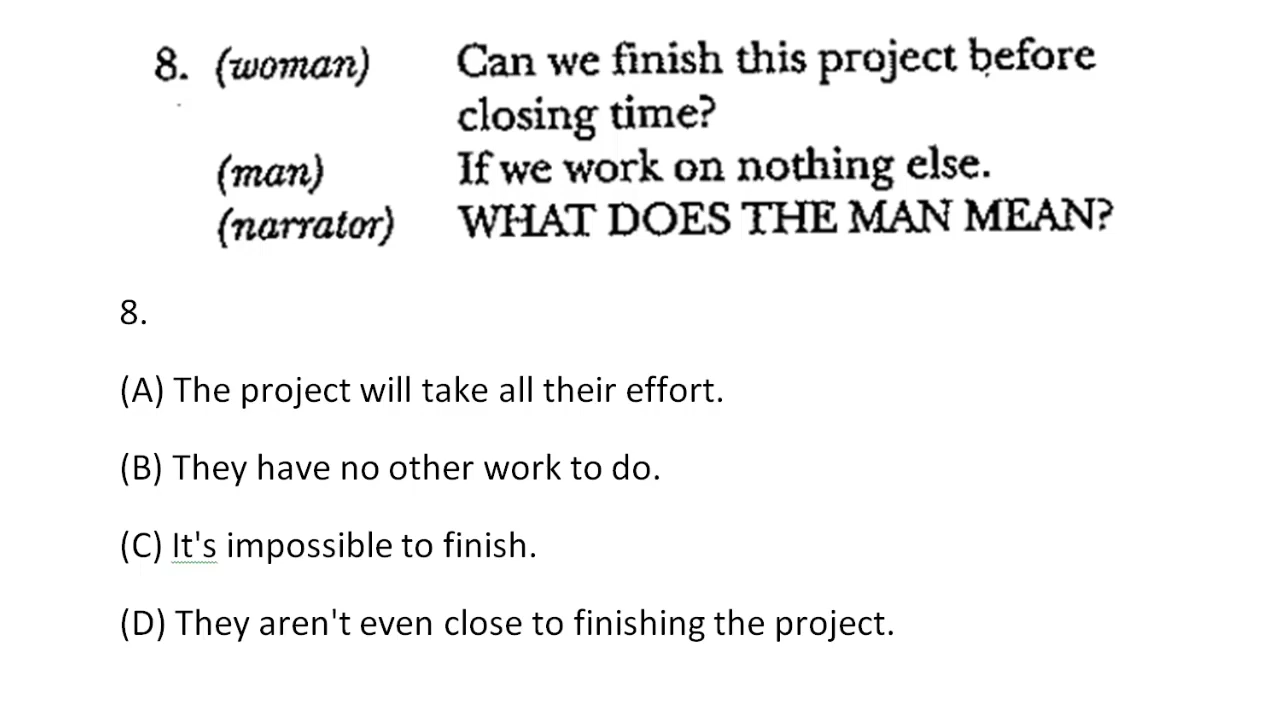 8. (woman) Can we finish this project before
closing time?
(man) If we work on nothing else.
(narrator) WHAT DOES THE MAN MEAN?
8.
(A) The project will take all their effort.
(B) They have no other work to do.
(C) It's impossible to finish.
(D) They aren't even close to finishing the project.